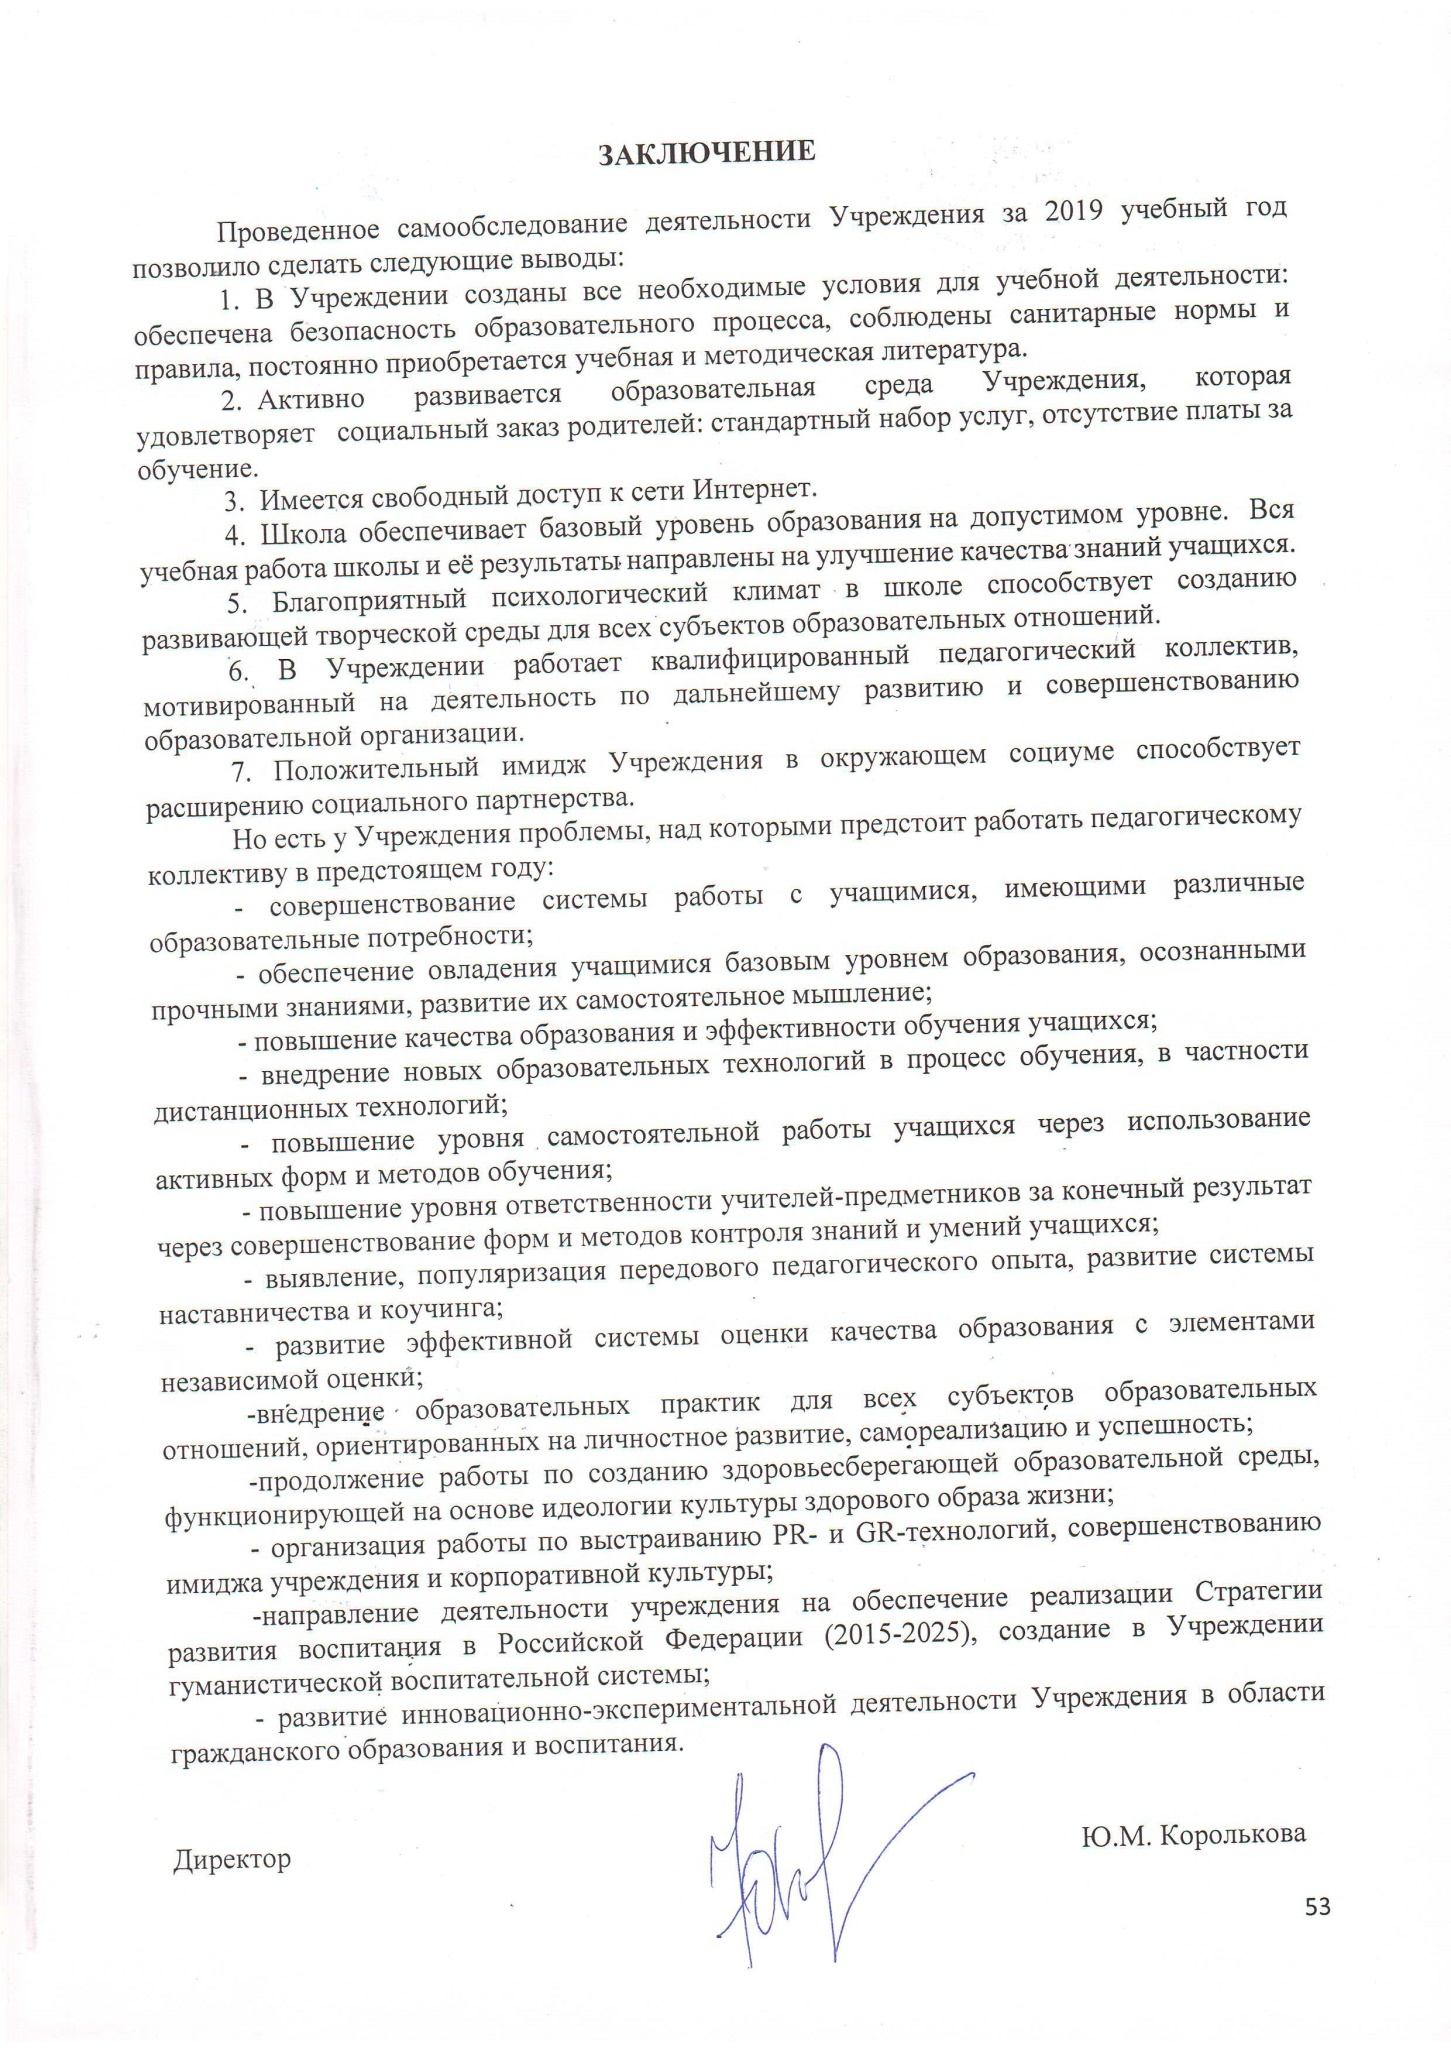 ЗАКЛЮЧЕНИЕ
Проведенное самообследование деятельности Учреждения за 2019 учебный год
позволило сделать следующие выводы:
1. В Учреждении созданы все необходимые условия для учебной деятельности:
обеспечена безопасность образовательного процесса, соблюдены санитарные нормы и
правила, постоянно приобретается учебная и методическая литература.
2. Активно развивается образовательная среда Учреждения, которая
удовлетворяет социальный заказ родителей: стандартный набор услуг, отсутствие платы за
обучение.
3. Имеется свободный доступ к сети Интернет.
4. Школа обеспечивает базовый уровень образования на допустимом уровне. Вся
учебная работа школы и её результаты направлены на улучшение качества знаний учащихся.
5. Благоприятный психологический климат в школе способствует созданию
развивающей творческой среды для всех субъектов образовательных отношений.
6. В Учреждении работает квалифицированный педагогический коллектив,
мотивированный на деятельность по дальнейшему развитию и совершенствованию
образовательной организации.
7. Положительный имидж Учреждения в окружающем социуме способствует
расширению социального партнерства.
Но есть у Учреждения проблемы, над которыми предстоит работать педагогическому
коллективу в предстоящем году:
- совершенствование системы работы с учащимися, имеющими различные
образовательные потребности;
- обеспечение овладения учащимися базовым уровнем образования, осознанными
прочными знаниями, развитие их самостоятельное мышление;
- повышение качества образования и эффективности обучения учащихся;
- внедрение новых образовательных технологий в процесс обучения, в частности
дистанционных технологий;
- повышение уровня самостоятельной работы учащихся через использование
активных форм и методов обучения;
- повышение уровня ответственности учителей-предметников за конечный результат
через совершенствование форм и методов контроля знаний и умений учащихся;
- выявление, популяризация передового педагогического опыта, развитие системы
наставничества и коучинга;
- развитие эффективной системы оценки качества образования с элементами
независимой оценки;
-внедрение образовательных практик для всех субъектов образовательных
отношений, ориентированных на личностное развитие, самореализацию и успешность;
-продолжение работы по созданию здоровьесберегающей образовательной среды,
функционирующей на основе идеологии культуры здорового образа жизни;
- организация работы по выстраиванию PR- и GR-технологий, совершенствованию
имиджа учреждения и корпоративной культуры;
-направление деятельности учреждения на обеспечение реализации Стратегии
развития воспитания в Российской Федерации (2015-2025), создание в Учреждении
гуманистической воспитательной системы;
- развитие инновационно-экспериментальной деятельности Учреждения в области
гражданского образования и воспитания.
Директор Ю.М. Королькова
53